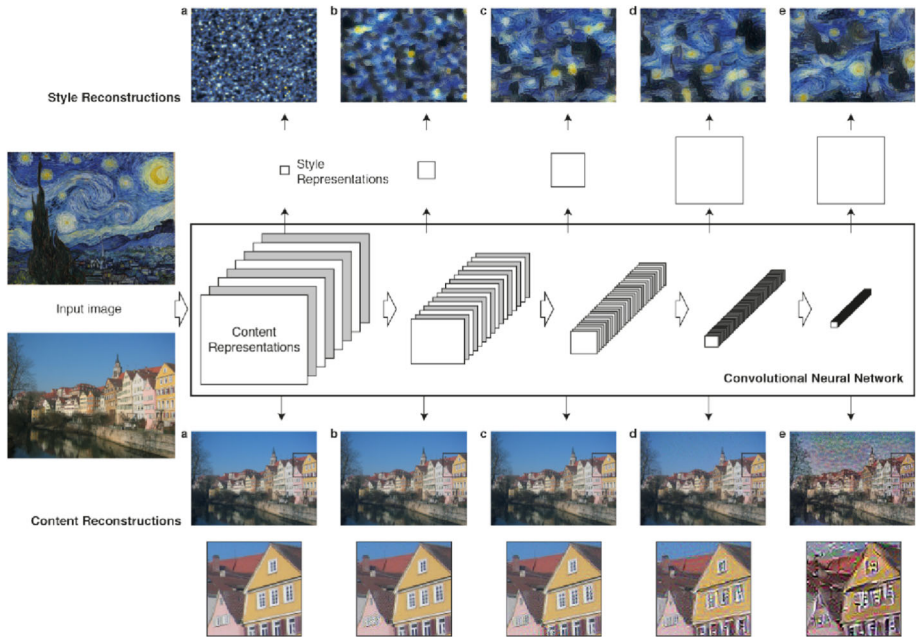 a b c d e
Style Reconstructions
Style
Representations
Input image
Content
Representations
Convolutional Neural Network
a b c d e
Content Reconstructions